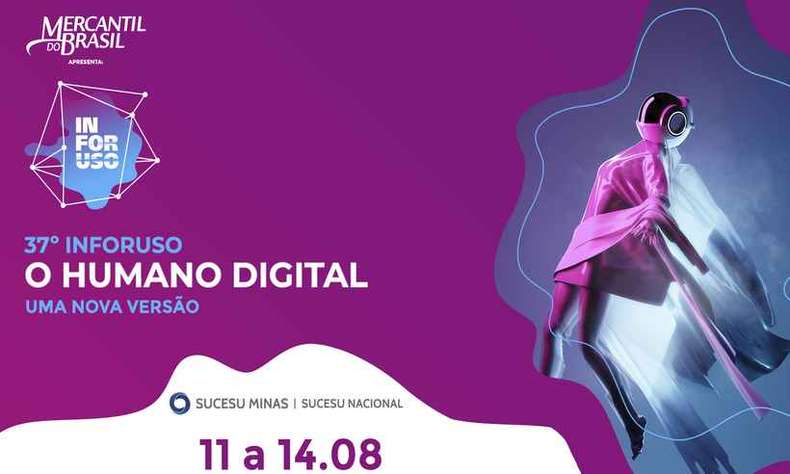 MERCANTIL
DO BRASIL
APRESENTA:
IN
FOR
USO
37º INFORUSO
O HUMANO DIGITAL
UMA NOVA VERSÃO
SUCESU MINAS | SUCESU NACIONAL
11 a 14.08